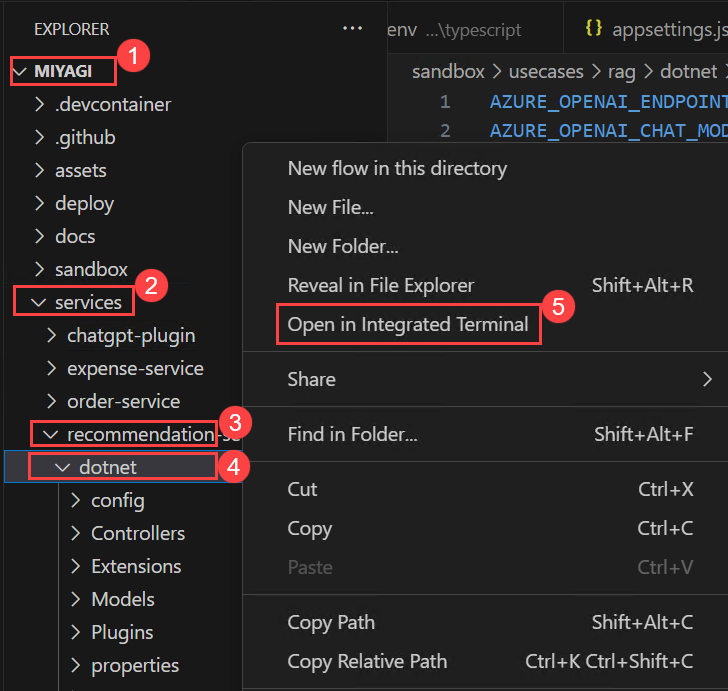 EXPLORER ...
env ...\typescript
{} appsettings.js
MIYAGI
1
sandbox > usecases > rag > dotnet >
.devcontainer
1 AZURE_OPENAI_ENDPOINT
.github
2 AZURE_OPENAI_CHAT_MOD
assets
deploy
docs
sandbox
services
2
chatgpt-plugin
expense-service
order-service
recommendation-se
3
dotnet
4
config
Controllers
Extensions
Models
Plugins
properties
New flow in this directory
New File...
New Folder...
Reveal in File Explorer Shift+Alt+R
Open in Integrated Terminal
5
Share >
Find in Folder... Shift+Alt+F
Cut Ctrl+X
Copy Ctrl+C
Paste Ctrl+V
Copy Path Shift+Alt+C
Copy Relative Path Ctrl+K Ctrl+Shift+C